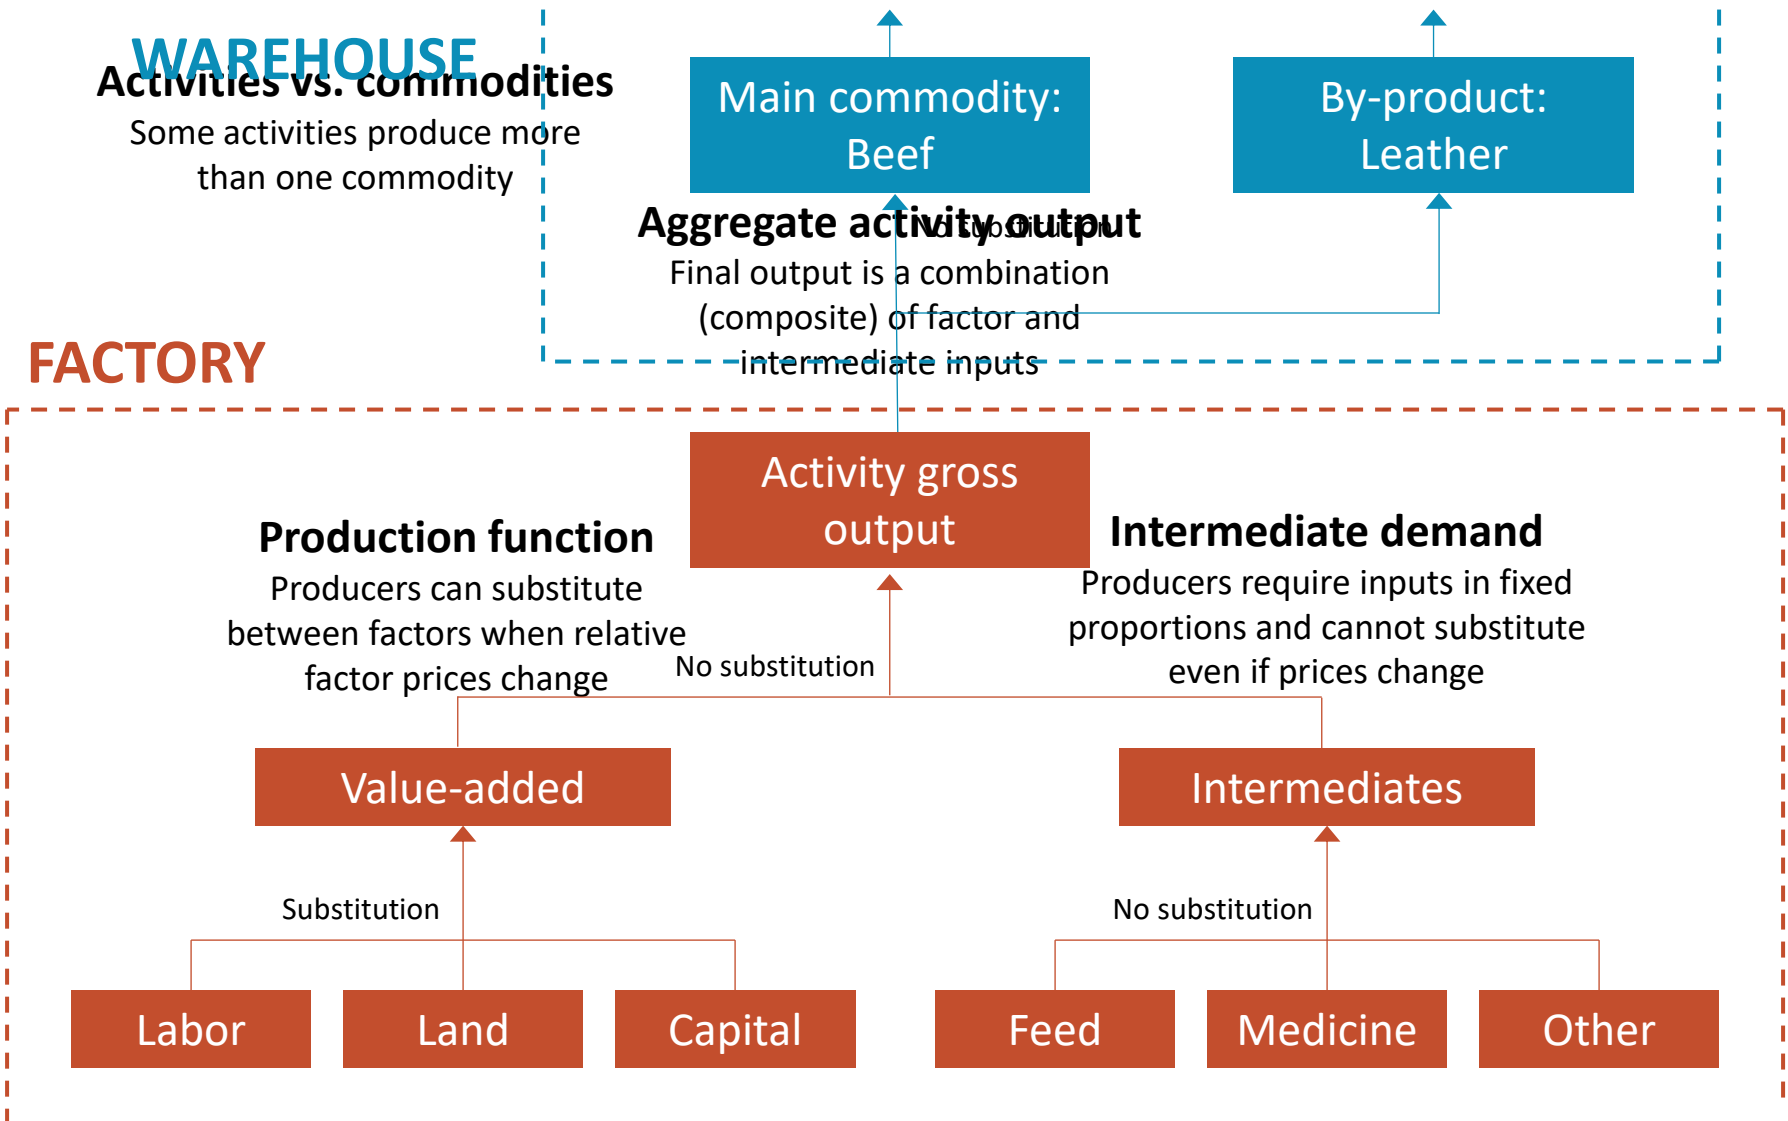 WAREHOUSE
Activities vs. commodities
Some activities produce more
than one commodity
Main commodity:
Beef
By-product:
Leather
Aggregate activity output
No substitution
Final output is a combination
(composite) of factor and
intermediate inputs
FACTORY
Activity gross
output
Production function
Producers can substitute
between factors when relative
factor prices change
Intermediate demand
Producers require inputs in fixed
proportions and cannot substitute
even if prices change
No substitution
Value-added
Intermediates
Substitution
No substitution
Labor
Land
Capital
Feed
Medicine
Other